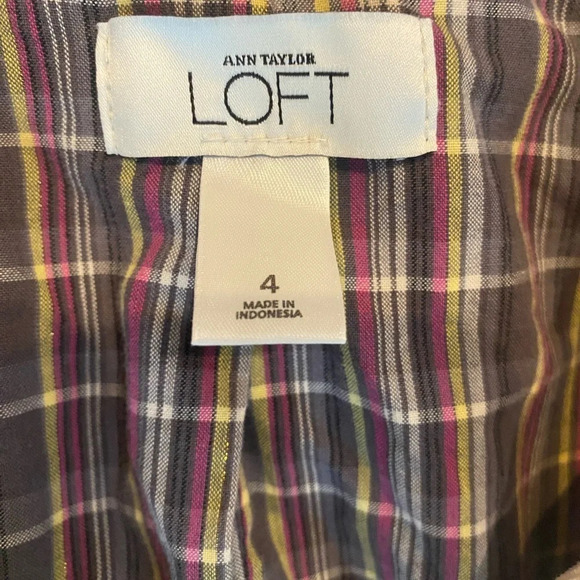 ANN TAYLOR
LOFT
4
MADE IN
INDONESIA